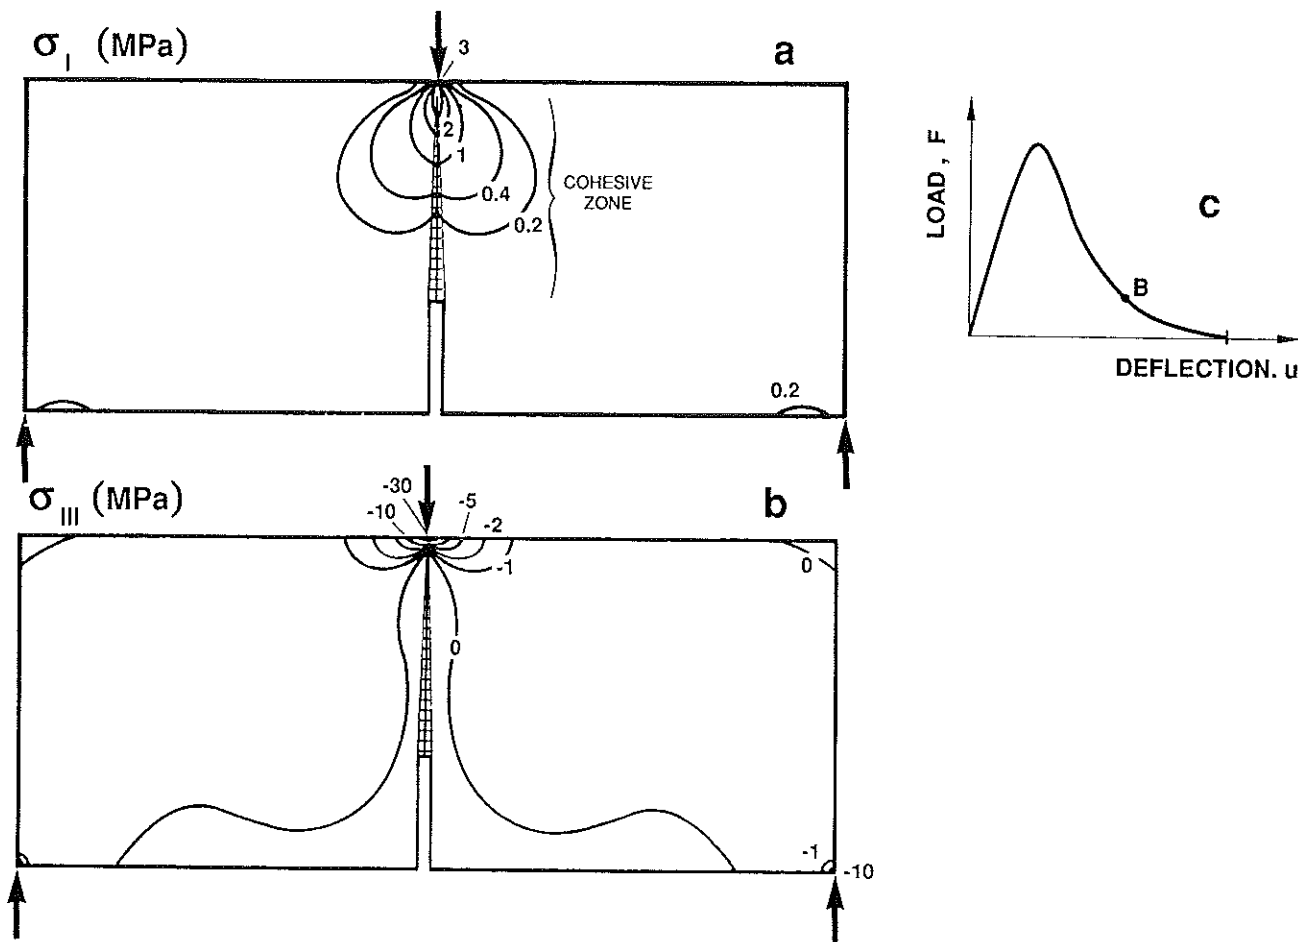 σI (MPa)
a
3
2
1
0.4
0.2
COHESIVE
ZONE
0.2
LOAD, F
C
B
DEFLECTION. u
σIII (MPa)
b
-30
-10
-5
-2
-1
0
0
-1
-10